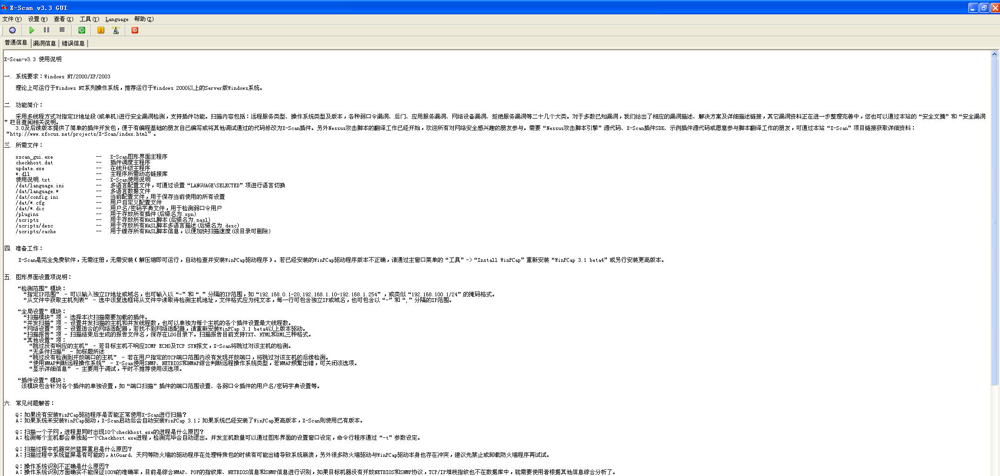 X-Scan v3.3 GUI
文件(V) 设置(W) 查看(X) 工具(Y) Language 帮助(Z)
普通信息 漏洞信息 错误信息
X-Scan-v3.3 使用说明
一. 系统要求：Windows NT/2000/XP/2003
理论上可运行于Windows NT系列操作系统，推荐运行于Windows 2000以上的Server版Windows系统。
二. 功能简介：
采用多线程方式对指定IP地址段(或单机)进行安全漏洞检测，支持插件功能。扫描内容包括：远程服务类型、操作系统类型及版本，各种弱口令漏洞、后门、应用服务漏洞、网络设备漏洞、拒绝服务漏洞等二十几个大类。对于多数已知漏洞，我们给出了相应的漏洞描述、解决方案及详细描述链接，其它漏洞资料正在进一步整理完善中，您也可以通过本站的“安全文摘”和“安全漏洞
”栏目查阅相关说明。
3.0及后续版本提供了简单的插件开发包，便于有编程基础的朋友自己编写或将其他调试通过的代码修改为X-Scan插件。另外Nessus攻击脚本的翻译工作已经开始，欢迎所有对网络安全感兴趣的朋友参与。需要“Nessus攻击脚本引擎”源代码、X-Scan插件SDK、示例插件源代码或愿意参与脚本翻译工作的朋友，可通过本站“X-Scan”项目链接获取详细资料：
“http://www.xfocus.net/projects/X-Scan/index.html”。
三. 所需文件：
xscan_gui.exe -- X-Scan图形界面主程序
checkhost.dat -- 插件调度主程序
update.exe -- 在线升级主程序
*.dll -- 主程序所需动态链接库
使用说明.txt -- X-Scan使用说明
/dat/language.ini -- 多语言配置文件，可通过设置“LANGUAGE\SELECTED”项进行语言切换
/dat/language.* -- 多语言数据文件
/dat/config.ini -- 当前配置文件，用于保存当前使用的所有设置
/dat/*.cfg -- 用户自定义配置文件
/dat/*.dic -- 用户名/密码字典文件，用于检测弱口令用户
/plugins -- 用于存放所有插件(后缀名为.xpn)
/scripts -- 用于存放所有NASL脚本(后缀名为.nasl)
/scripts/desc -- 用于存放所有NASL脚本多语言描述(后缀名为.desc)
/scripts/cache -- 用于缓存所有NASL脚本信息，以便加快扫描速度(该目录可删除)
四. 准备工作：
X-Scan是完全免费软件，无需注册，无需安装（解压缩即可运行，自动检查并安装WinPCap驱动程序）。若已经安装的WinPCap驱动程序版本不正确，请通过主窗口菜单的“工具”->“Install WinPCap”重新安装“WinPCap 3.1 beta4”或另行安装更高版本。
五. 图形界面设置项说明：
“检测范围”模块：
“指定IP范围” - 可以输入独立IP地址或域名，也可输入以“-”和“,”分隔的IP范围，如“192.168.0.1-20,192.168.1.10-192.168.1.254”，或类似“192.168.100.1/24”的掩码格式。
“从文件中获取主机列表” - 选中该复选框将从文件中读取待检测主机地址，文件格式应为纯文本，每一行可包含独立IP或域名，也可包含以“-”和“,”分隔的IP范围。
“全局设置”模块：
“扫描模块”项 - 选择本次扫描需要加载的插件。
“并发扫描”项 - 设置并发扫描的主机和并发线程数，也可以单独为每个主机的各个插件设置最大线程数。
“网络设置”项 - 设置适合的网络适配器，若找不到网络适配器，请重新安装WinPCap 3.1 beta4以上版本驱动。
“扫描报告”项 - 扫描结束后生成的报告文件名，保存在LOG目录下。扫描报告目前支持TXT、HTML和XML三种格式。
“其他设置”项：
“跳过没有响应的主机” - 若目标主机不响应ICMP ECHO及TCP SYN报文，X-Scan将跳过对该主机的检测。
“无条件扫描” - 如标题所述
“跳过没有检测到开放端口的主机” - 若在用户指定的TCP端口范围内没有发现开放端口，将跳过对该主机的后续检测。
“使用NMAP判断远程操作系统” - X-Scan使用SNMP、NETBIOS和NMAP综合判断远程操作系统类型，若NMAP频繁出错，可关闭该选项。
“显示详细信息” - 主要用于调试，平时不推荐使用该选项。
“插件设置”模块：
该模块包含针对各个插件的单独设置，如“端口扫描”插件的端口范围设置、各弱口令插件的用户名/密码字典设置等。
六. 常见问题解答：
Q：如果没有安装WinPCap驱动程序是否能正常使用X-Scan进行扫描？
A：如果系统未安装WinPCap驱动，X-Scan启动后会自动安装WinPCap 3.1；如果系统已经安装了WinPCap更高版本，X-Scan则使用已有版本。
Q：扫描一个子网，进程里同时出现10个checkhost.exe的进程是什么原因？
A：检测每个主机都会单独起一个Checkhost.exe进程，检测完毕会自动退出。并发主机数量可以通过图形界面的设置窗口设定，命令行程序通过“-t”参数设定。
Q：扫描过程中机器突然蓝屏重启是什么原因？
A：扫描过程中系统蓝屏是有可能的，AtGuard、天网等防火墙的驱动程序在处理特殊包的时候有可能出错导致系统崩溃，另外很多防火墙驱动与WinPCap驱动本身也存在冲突，建议先禁止或卸载防火墙程序再试试。
Q：操作系统识别不正确是什么原因？
A：操作系统识别方面确实不能保证100%的准确率，目前是综合NMAP、POF的指纹库、NETBIOS信息和SNMP信息进行识别，如果目标机器没有开放NETBIOS和SNMP协议，TCP/IP堆栈指纹也不在数据库中，就需要使用者根据其他信息综合分析了。